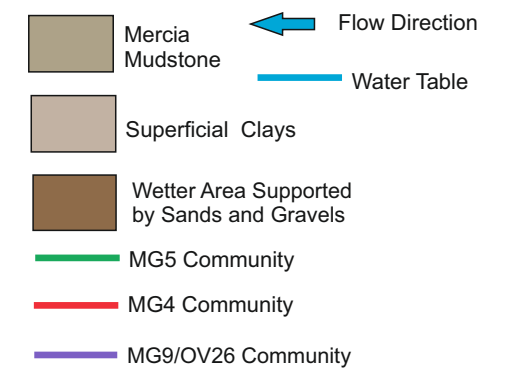 Mercia
Mudstone
Flow Direction
Water Table
Superficial Clays
Wetter Area Supported
by Sands and Gravels
MG5 Community
MG4 Community
MG9/OV26 Community